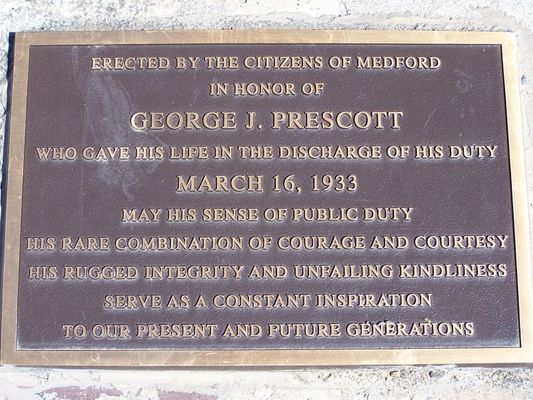 ERECTED BY THE CITIZENS OF MEDFORD
IN HONOR OF
GEORGE J. PRESCOTT
WHO GAVE HIS LIFE IN THE DISCHARGE OF HIS DUTY
MARCH 16, 1933
MAY HIS SENSE OF PUBLIC DUTY
HIS RARE COMBINATION OF COURAGE AND COURTESY
HIS RUGGED INTEGRITY AND UNFAILING KINDLINESS
SERVE AS A CONSTANT INSPIRATION
TO OUR PRESENT AND FUTURE GENERATIONS